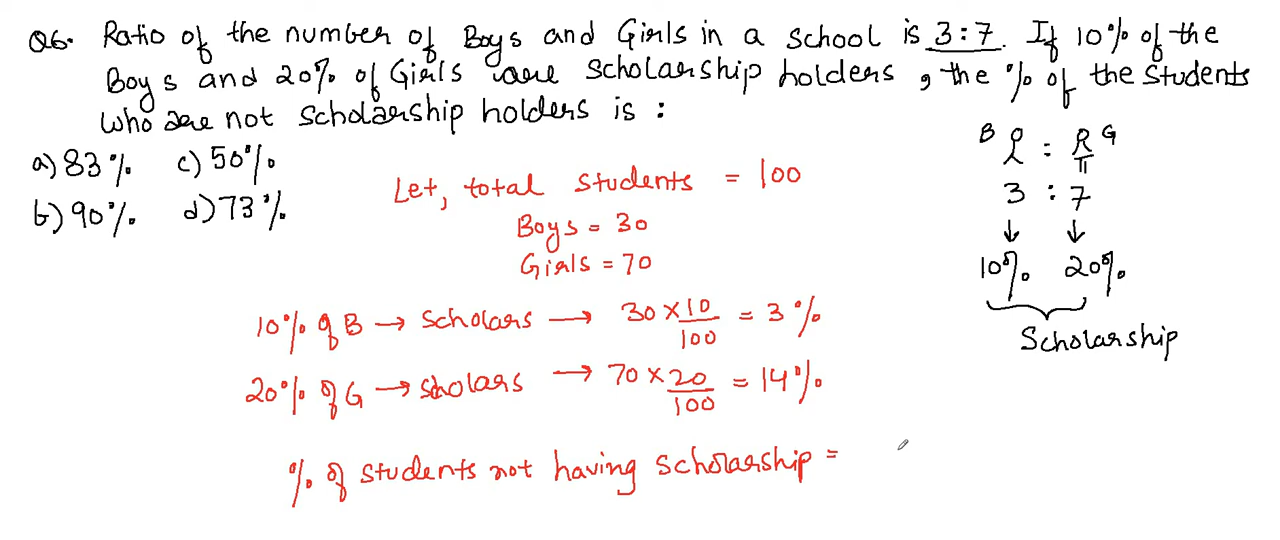 Q6. Ratio of the number of Boys and Girls in a school is 3:7. If 10% of the
Boys and 20% of Girls are scholarship holders, the % of the students
who are not scholarship holders is :
a) 83% c) 50%
b) 90% d) 73%
Let, total students = 100
Boys = 30
Girls = 70
10% of B → scholars → 30 × 10/100 = 3%
20% of G → sholars → 70 × 20/100 = 14%
% of students not having scholarship =
B : G
3 : 7
↓ ↓
10% 20%
Scholarship